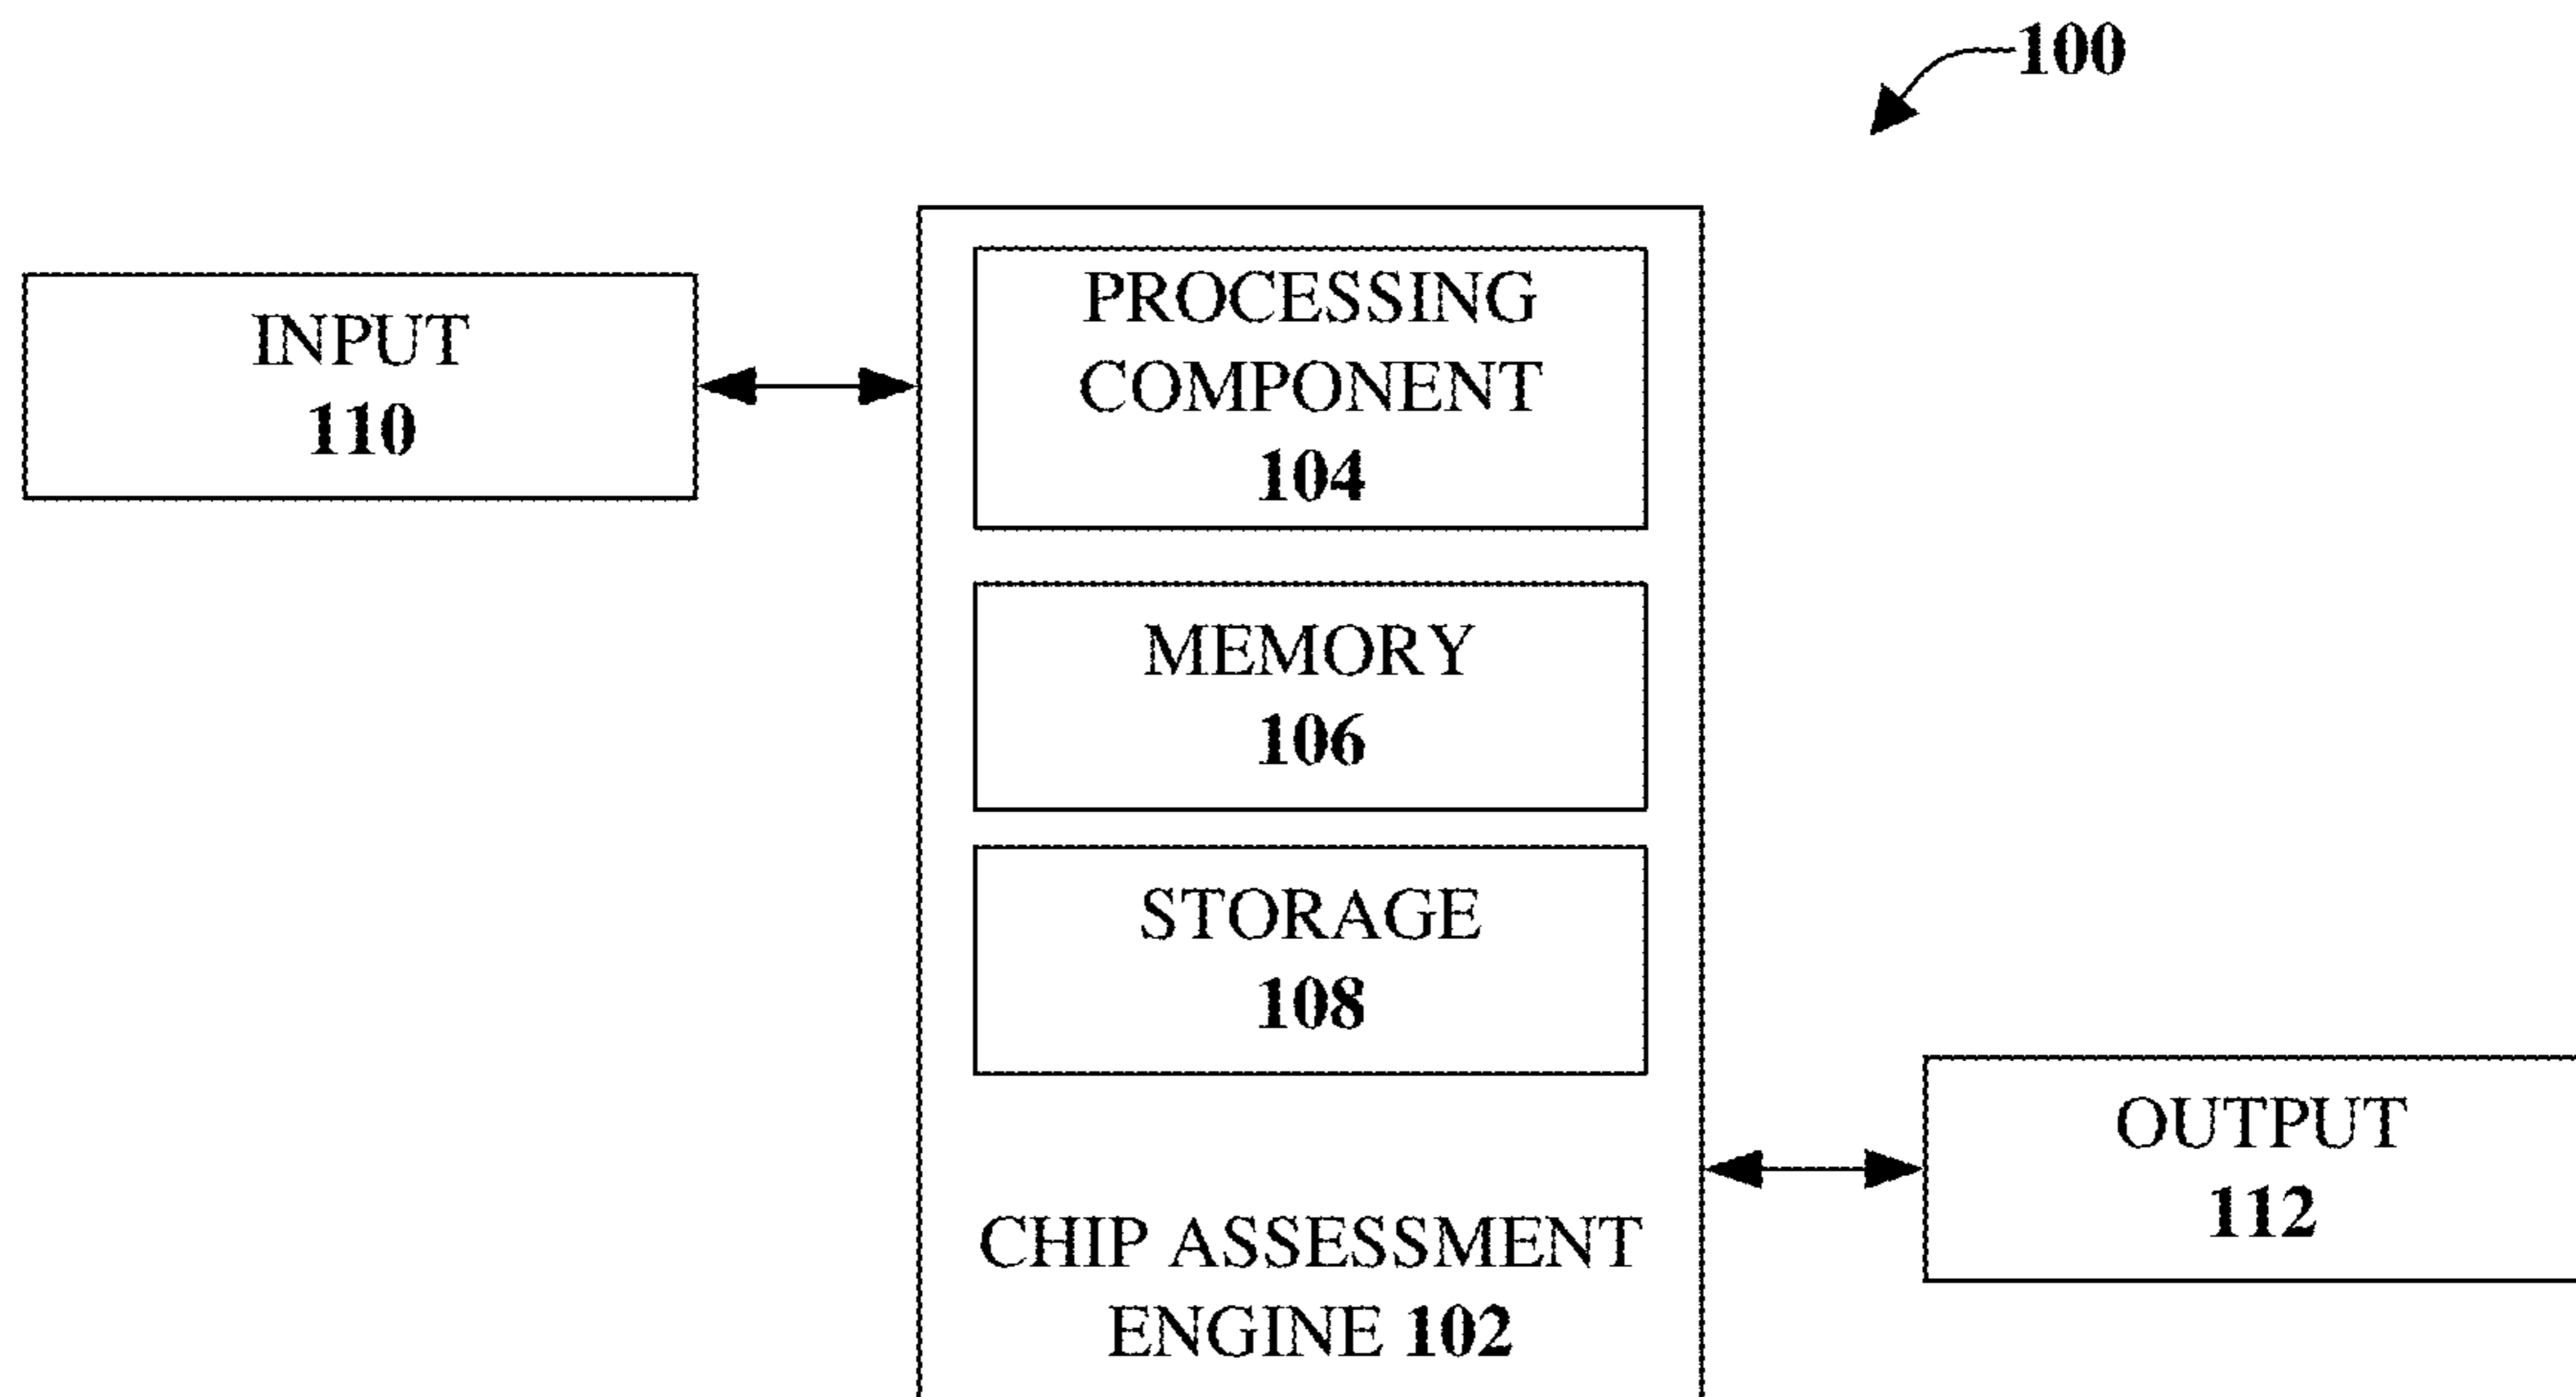 100
INPUT
110
PROCESSING
COMPONENT
104
MEMORY
106
STORAGE
108
OUTPUT
112
CHIP ASSESSMENT
ENGINE 102